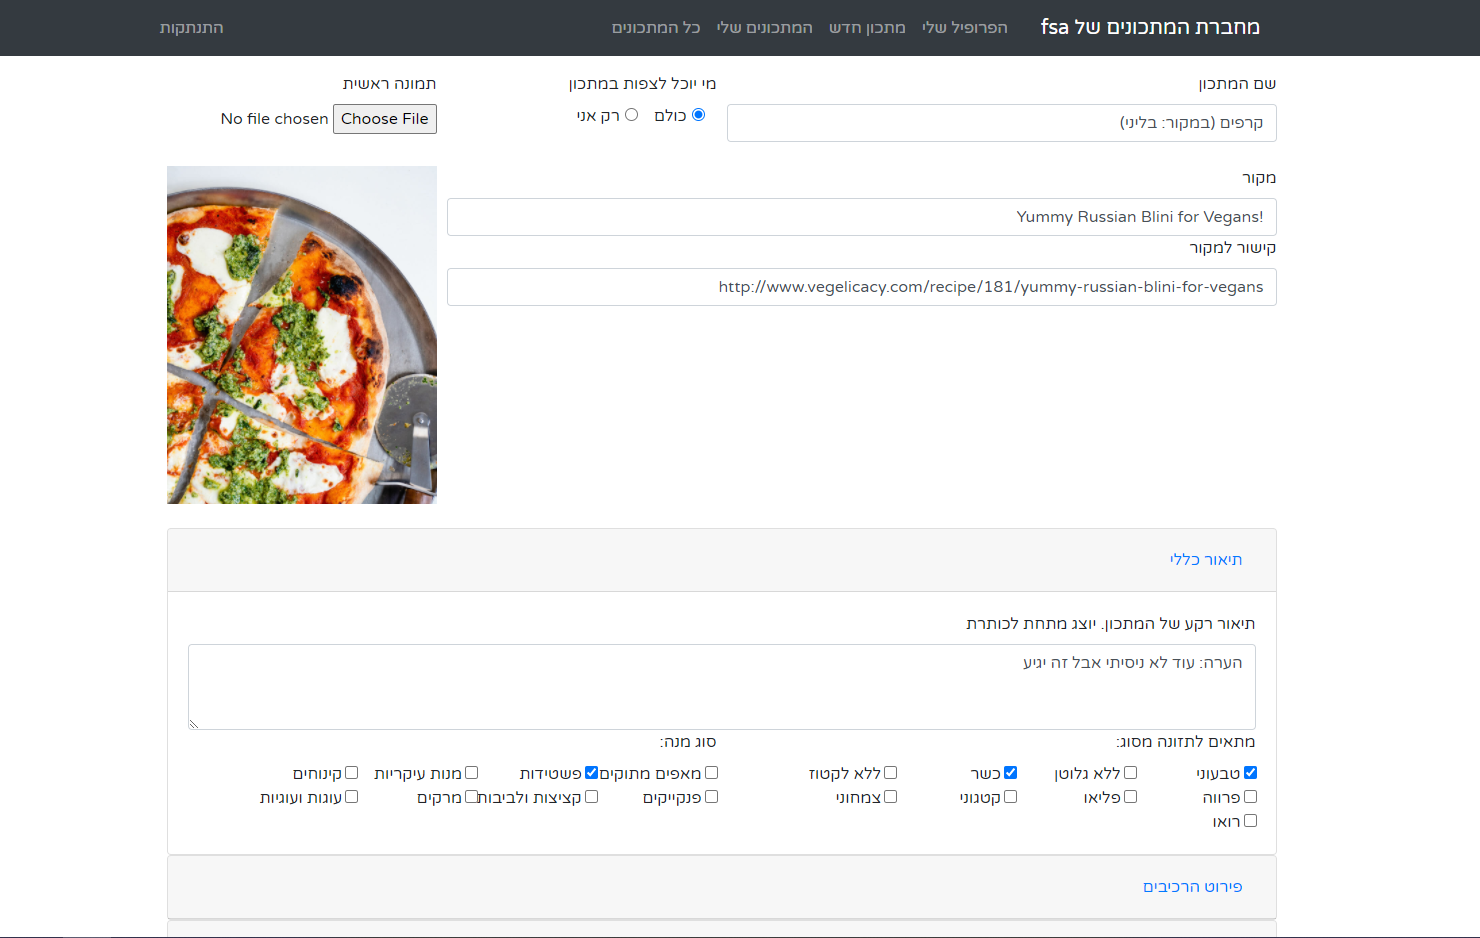 מחברת המתכונים של fsa הפרופיל שלי מתכון חדש המתכונים שלי כל המתכונים התנתקות
שם המתכון
קרפים (במקור: בליני)
מי יוכל לצפות במתכון
כולם רק אני
תמונה ראשית
Choose File No file chosen
מקור
Yummy Russian Blini for Vegans!
קישור למקור
http://www.vegelicacy.com/recipe/181/yummy-russian-blini-for-vegans
תיאור כללי
תיאור רקע של המתכון. יוצג מתחת לכותרת
הערה: עוד לא ניסיתי אבל זה יגיע
מתאים לתזונה מסוג:
טבעוני ללא גלוטן כשר ללא לקטוז
פרווה פליאו קטגוני צמחוני
רואו
סוג מנה:
מאפים מתוקים פשטידות מנות עיקריות קינוחים
פנקייקים קציצות ולביבות מרקים עוגות ועוגיות
פירוט הרכיבים